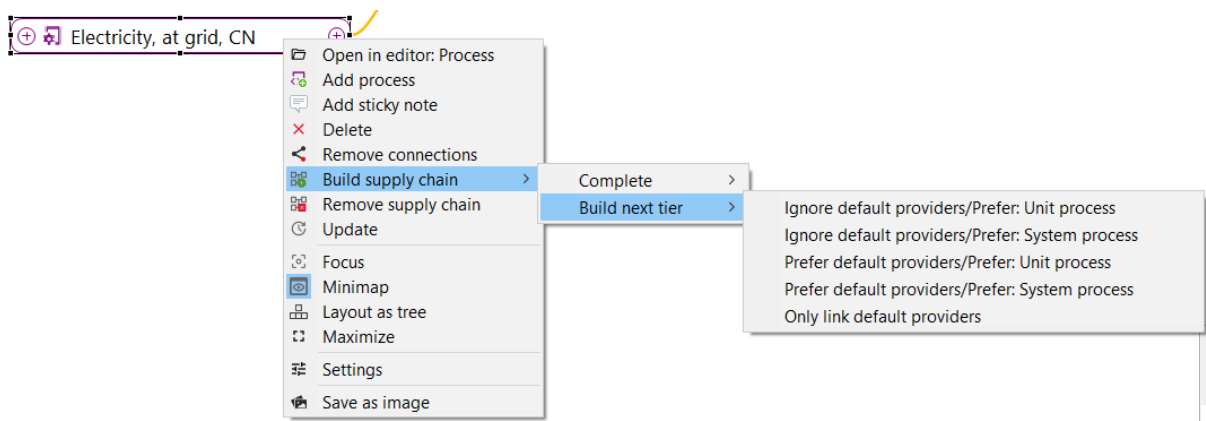 Electricity, at grid, CN
Open in editor: Process
Add process
Add sticky note
Delete
Remove connections
Build supply chain
Remove supply chain
Update
Focus
Minimap
Layout as tree
Maximize
Settings
Save as image
Complete
Build next tier
Ignore default providers/Prefer: Unit process
Ignore default providers/Prefer: System process
Prefer default providers/Prefer: Unit process
Prefer default providers/Prefer: System process
Only link default providers